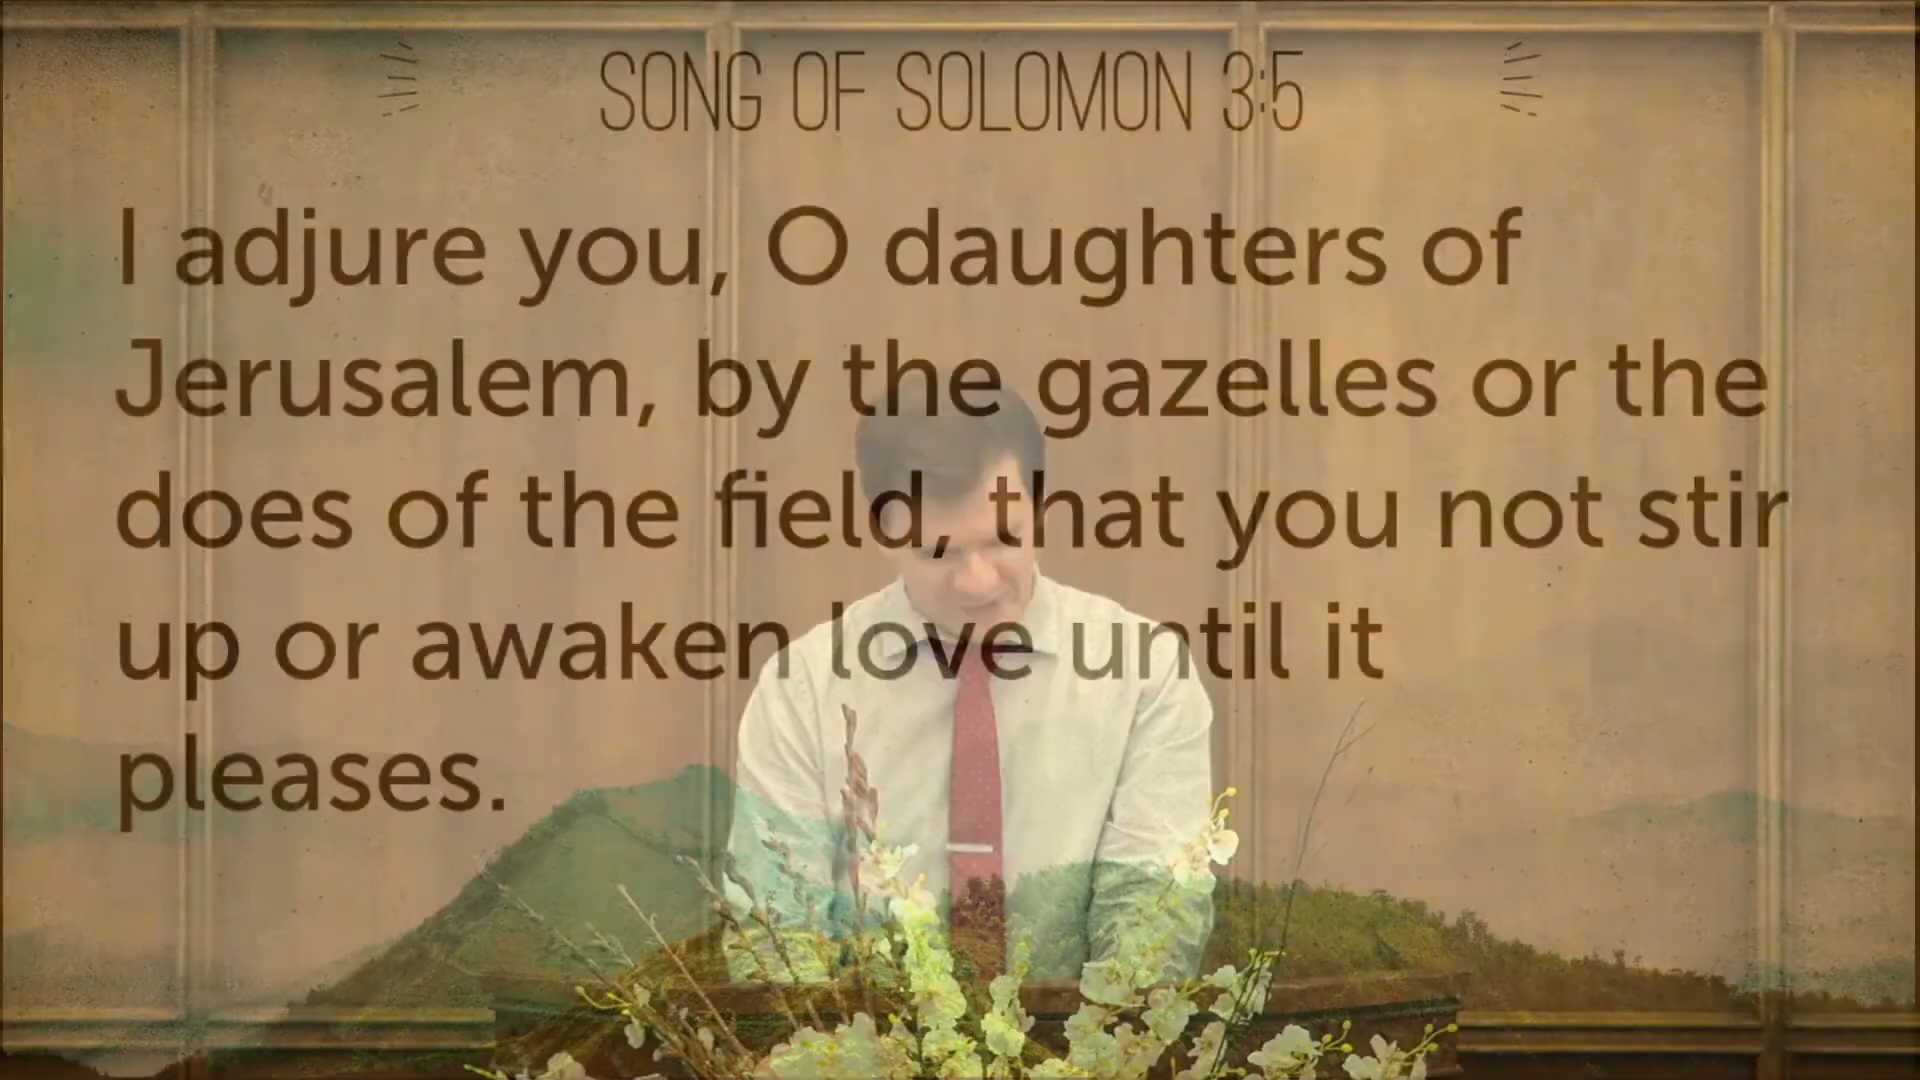 SONG OF SOLOMON 3:5
I adjure you, O daughters of
Jerusalem, by the gazelles or the
does of the field, that you not stir
up or awaken love until it
pleases.